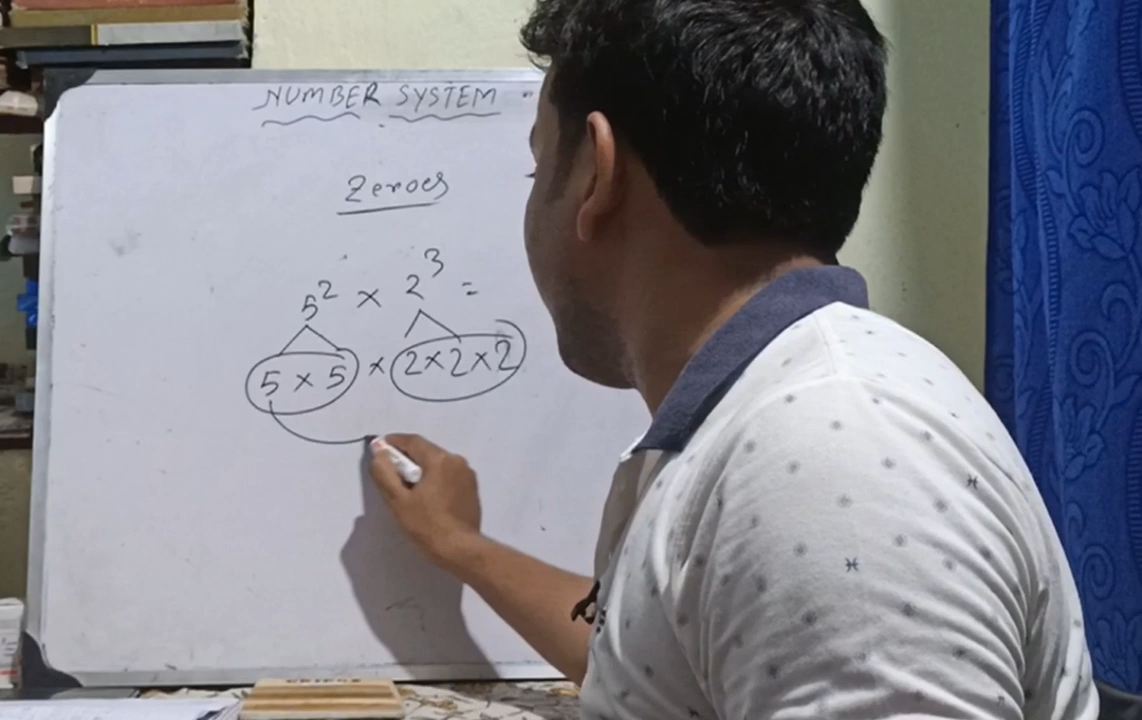 NUMBER SYSTEM
Zeroes
5² × 2³ =
5 × 5 × 2×2×2